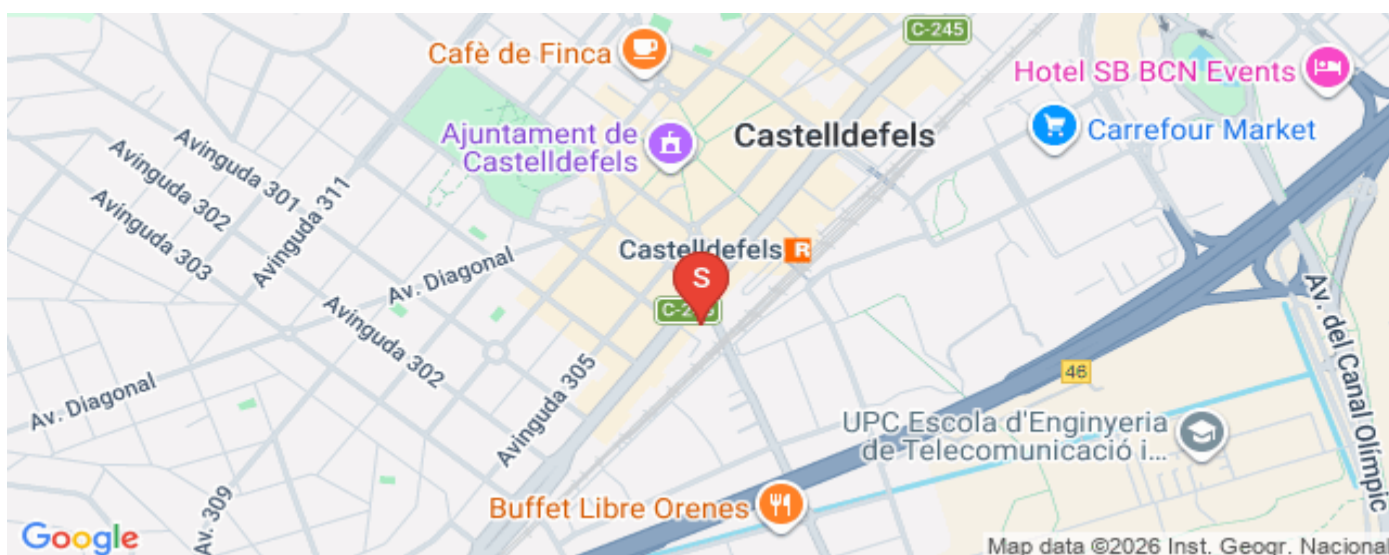 C-245
Cafè de Finca
Hotel SB BCN Events
Ajuntament de
Castelldefels
Castelldefels
Carrefour Market
Avinguda 301
Avinguda 311
Avinguda 302
Avinguda 303
Castelldefels R
Av. Diagonal
S
Avinguda 302
Avinguda 305
Av. del Canal Olímpic
46
Av. Diagonal
UPC Escola d'Enginyeria
de Telecomunicació i...
Av. 309
Buffet Libre Orenes
Google
Map data ©2026 Inst. Geogr. Nacional